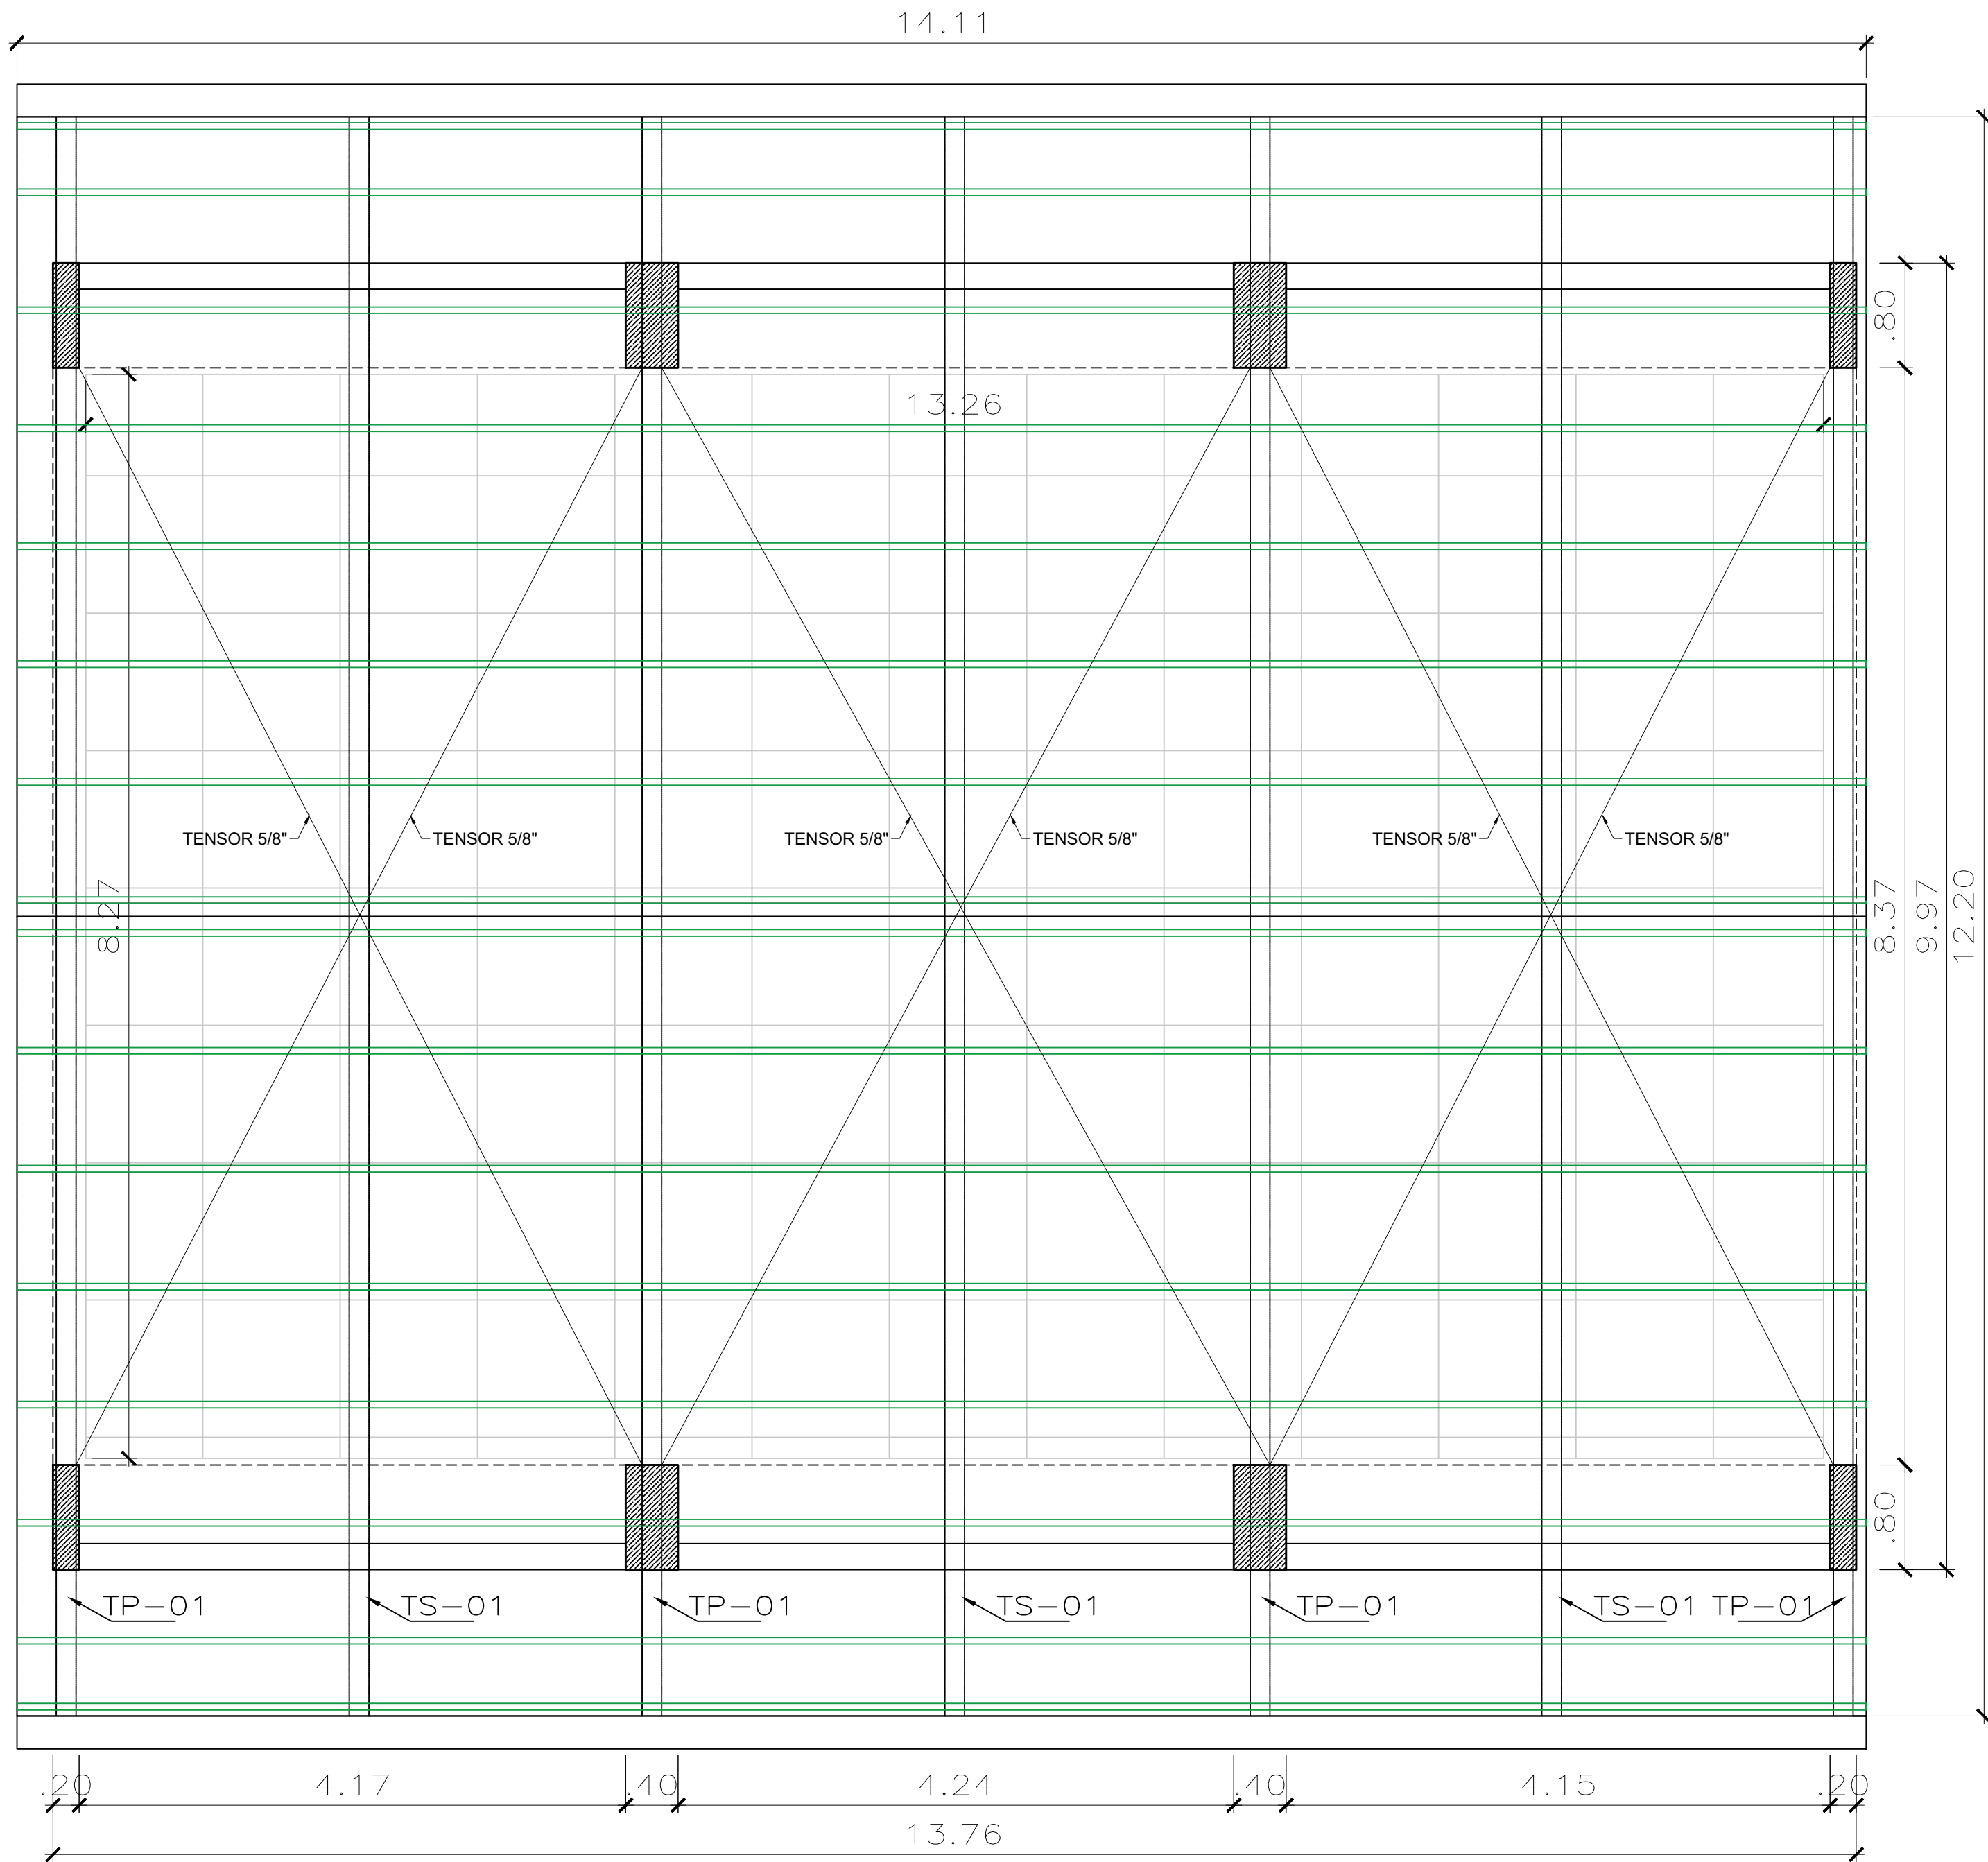 14.11
.80
13.26
TENSOR 5/8"
TENSOR 5/8"
TENSOR 5/8"
TENSOR 5/8"
TENSOR 5/8"
TENSOR 5/8"
8.27
8.37
9.97
12.20
.80
TP-01
TS-01
TP-01
TS-01
TP-01
TS-01
TP-01
.20
4.17
.40
4.24
.40
4.15
.20
13.76